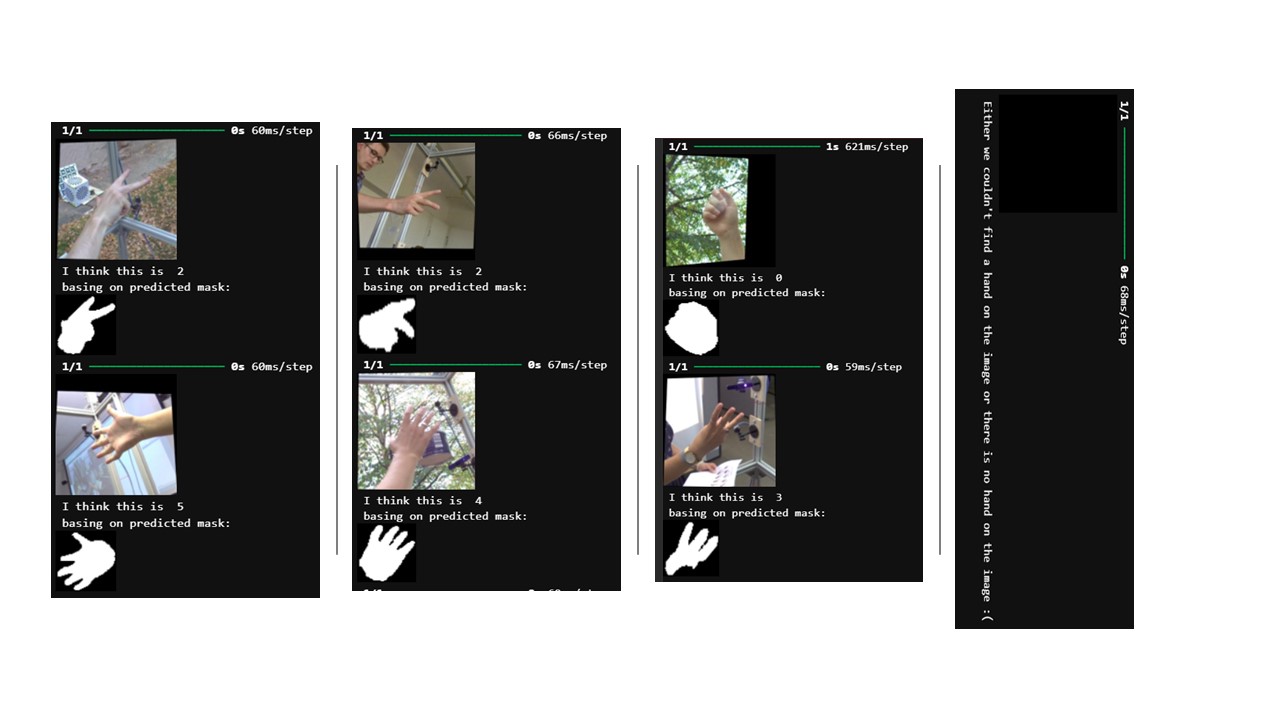 1/1 0s 60ms/step
I think this is 2
basing on predicted mask:
1/1 0s 60ms/step
I think this is 5
basing on predicted mask:
1/1 0s 66ms/step
I think this is 2
basing on predicted mask:
1/1 0s 67ms/step
I think this is 4
basing on predicted mask:
1/1 1s 621ms/step
I think this is 0
basing on predicted mask:
1/1 0s 59ms/step
I think this is 3
basing on predicted mask:
1/1 0s 68ms/step
Either we couldn't find a hand on the image or there is no hand on the image :(